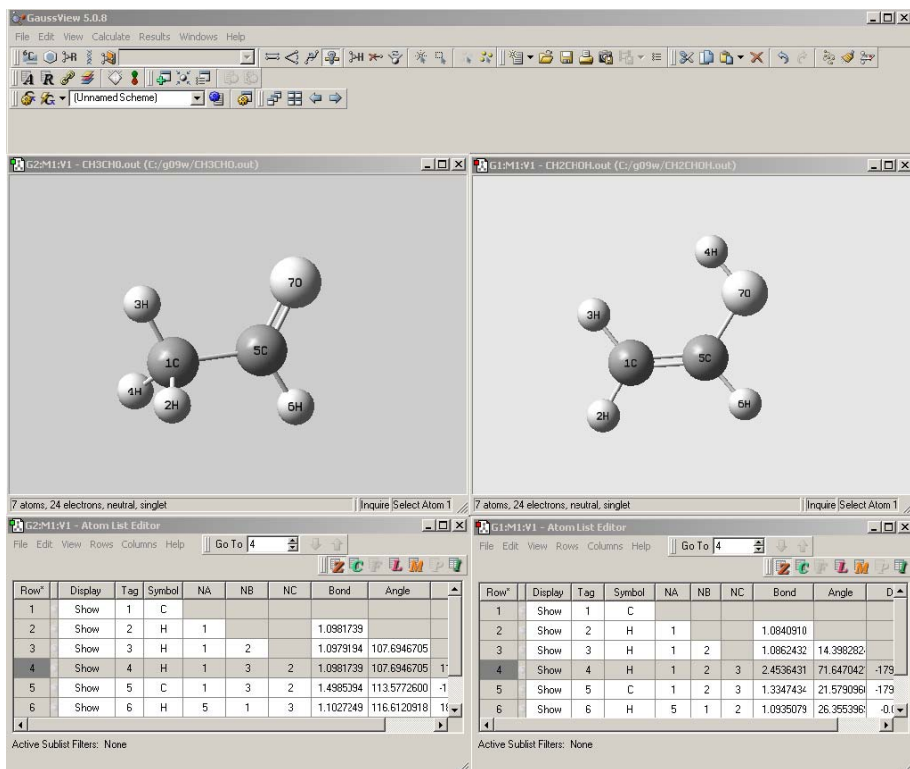 GaussView 5.0.8
File Edit View Calculate Results Windows Help
(Unnamed Scheme)
G2:M1:V1 - CH3CHO.out (C:/g09w/CH3CHO.out)
3H
7O
1C
5C
4H
2H
6H
7 atoms, 24 electrons, neutral, singlet
Inquire Select Atom 1
G1:M1:V1 - CH2CHOH.out (C:/g09w/CH2CHOH.out)
4H
7O
3H
1C
5C
2H
6H
7 atoms, 24 electrons, neutral, singlet
Inquire Select Atom 1
G2:M1:V1 - Atom List Editor
File Edit View Rows Columns Help Go To 4
Row* Display Tag Symbol NA NB NC Bond Angle
1 Show 1 C
2 Show 2 H 1 1.0981739
3 Show 3 H 1 2 1.0979194 107.6946705
4 Show 4 H 1 3 2 1.0981739 107.6946705
5 Show 5 C 1 3 2 1.4985394 113.5772600
6 Show 6 H 5 1 3 1.1027249 116.6120918
Active Sublist Filters: None
G1:M1:V1 - Atom List Editor
File Edit View Rows Columns Help Go To 4
Row* Display Tag Symbol NA NB NC Bond Angle D
1 Show 1 C
2 Show 2 H 1 1.0840910
3 Show 3 H 1 2 1.0862432 14.3982824
4 Show 4 H 1 2 3 2.4536431 71.647042 -179
5 Show 5 C 1 2 3 1.3347434 21.579096 -179
6 Show 6 H 5 1 2 1.0935079 26.355396 -0.0
Active Sublist Filters: None